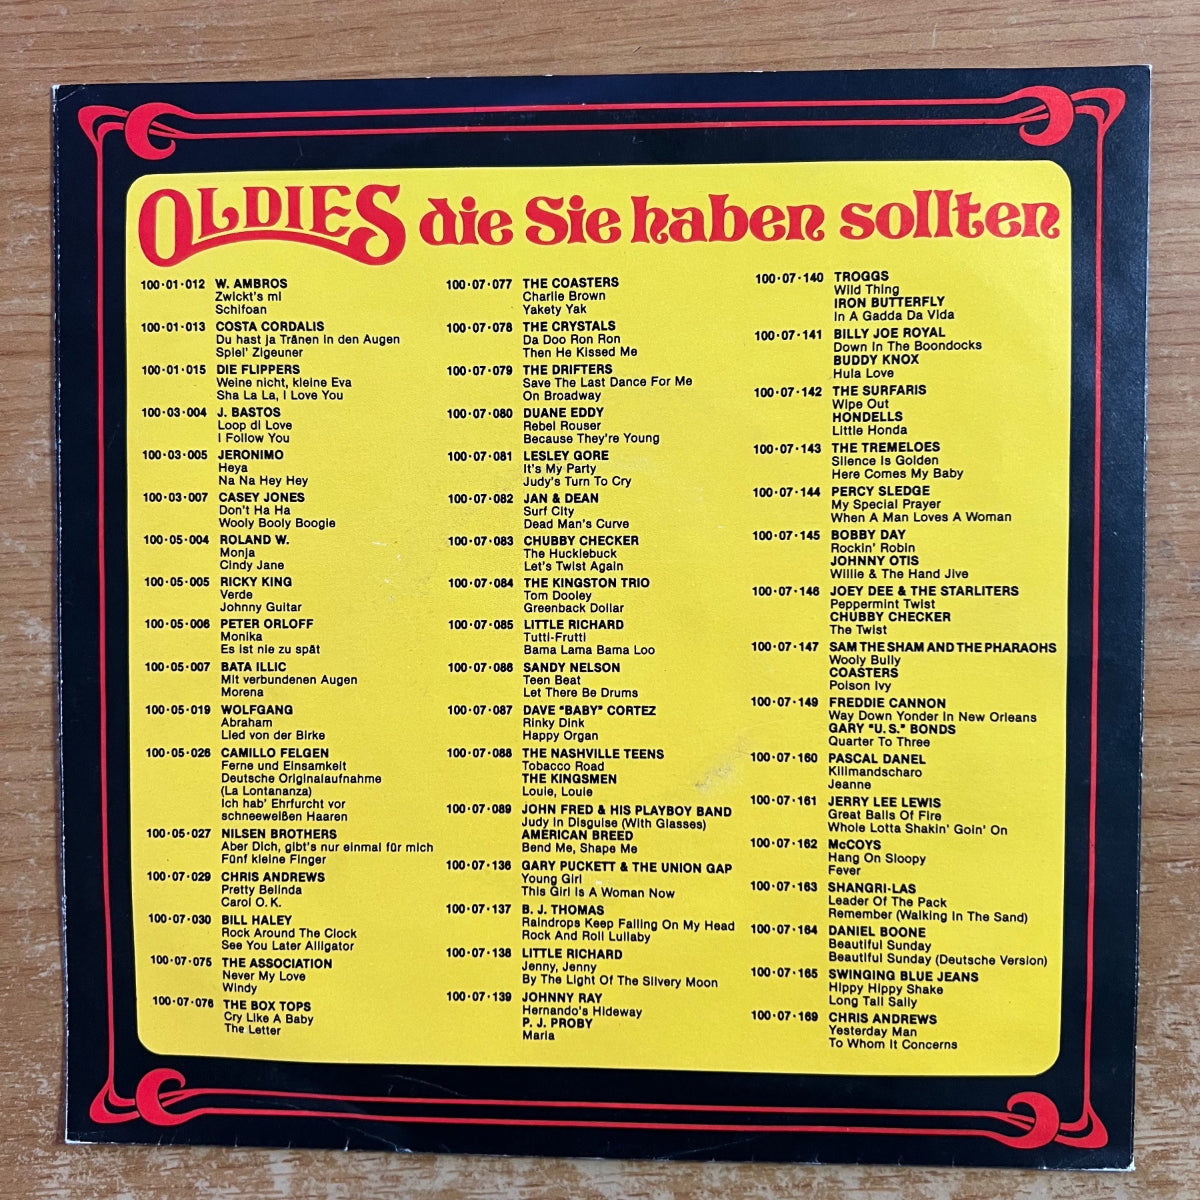 OLDIES die Sie haben sollten
100·01·012 W. AMBROS
Zwickt's mi
Schifoan
100·01·013 COSTA CORDALIS
Du hast ja Tränen in den Augen
Spiel' Zigeuner
100·01·015 DIE FLIPPERS
Weine nicht, kleine Eva
Sha La La, I Love You
100·03·004 J. BASTOS
Loop di Love
I Follow You
100·03·005 JERONIMO
Heya
Na Na Hey Hey
100·03·007 CASEY JONES
Don't Ha Ha
Wooly Booly Boogie
100·05·004 ROLAND W.
Monja
Cindy Jane
100·05·005 RICKY KING
Verde
Johnny Guitar
100·05·006 PETER ORLOFF
Monika
Es ist nie zu spät
100·05·007 BATA ILLIC
Mit verbundenen Augen
Morena
100·05·019 WOLFGANG
Abraham
Lied von der Birke
100·05·026 CAMILLO FELGEN
Ferne und Einsamkeit
Deutsche Originalaufnahme
(La Lontananza)
Ich hab' Ehrfurcht vor
schneeweißen Haaren
100·05·027 NILSEN BROTHERS
Aber Dich, gibt's nur einmal für mich
Fünf kleine Finger
100·07·029 CHRIS ANDREWS
Pretty Belinda
Carol O. K.
100·07·030 BILL HALEY
Rock Around The Clock
See You Later Alligator
100·07·075 THE ASSOCIATION
Never My Love
Windy
100·07·076 THE BOX TOPS
Cry Like A Baby
The Letter
100·07·077 THE COASTERS
Charlie Brown
Yakety Yak
100·07·078 THE CRYSTALS
Da Doo Ron Ron
Then He Kissed Me
100·07·079 THE DRIFTERS
Save The Last Dance For Me
On Broadway
100·07·080 DUANE EDDY
Rebel Rouser
Because They're Young
100·07·081 LESLEY GORE
It's My Party
Judy's Turn To Cry
100·07·082 JAN & DEAN
Surf City
Dead Man's Curve
100·07·083 CHUBBY CHECKER
The Hucklebuck
Let's Twist Again
100·07·084 THE KINGSTON TRIO
Tom Dooley
Greenback Dollar
100·07·085 LITTLE RICHARD
Tutti-Frutti
Bama Lama Bama Loo
100·07·086 SANDY NELSON
Teen Beat
Let There Be Drums
100·07·087 DAVE "BABY" CORTEZ
Rinky Dink
Happy Organ
100·07·088 THE NASHVILLE TEENS
Tobacco Road
THE KINGSMEN
Louie, Louie
100·07·089 JOHN FRED & HIS PLAYBOY BAND
Judy In Disguise (With Glasses)
AMERICAN BREED
Bend Me, Shape Me
100·07·136 GARY PUCKETT & THE UNION GAP
Young Girl
This Girl Is A Woman Now
100·07·137 B. J. THOMAS
Raindrops Keep Falling On My Head
Rock And Roll Lullaby
100·07·138 LITTLE RICHARD
Jenny, Jenny
By The Light Of The Silvery Moon
100·07·139 JOHNNY RAY
Hernando's Hideway
P. J. PROBY
Maria
100·07·140 TROGGS
Wild Thing
IRON BUTTERFLY
In A Gadda Da Vida
100·07·141 BILLY JOE ROYAL
Down In The Boondocks
BUDDY KNOX
Hula Love
100·07·142 THE SURFARIS
Wipe Out
HONDELLS
Little Honda
100·07·143 THE TREMELOES
Silence Is Golden
Here Comes My Baby
100·07·144 PERCY SLEDGE
My Special Prayer
When A Man Loves A Woman
100·07·145 BOBBY DAY
Rockin' Robin
JOHNNY OTIS
Willie & The Hand Jive
100·07·146 JOEY DEE & THE STARLITERS
Peppermint Twist
CHUBBY CHECKER
The Twist
100·07·147 SAM THE SHAM AND THE PHARAOHS
Wooly Bully
COASTERS
Poison Ivy
100·07·149 FREDDIE CANNON
Way Down Yonder In New Orleans
GARY "U.S." BONDS
Quarter To Three
100·07·160 PASCAL DANEL
Kilimandscharo
Jeanne
100·07·161 JERRY LEE LEWIS
Great Balls Of Fire
Whole Lotta Shakin' Goin' On
100·07·162 McCOYS
Hang On Sloopy
Fever
100·07·163 SHANGRI-LAS
Leader Of The Pack
Remember (Walking In The Sand)
100·07·164 DANIEL BOONE
Beautiful Sunday
Beautiful Sunday (Deutsche Version)
100·07·165 SWINGING BLUE JEANS
Hippy Hippy Shake
Long Tall Sally
100·07·169 CHRIS ANDREWS
Yesterday Man
To Whom It Concerns